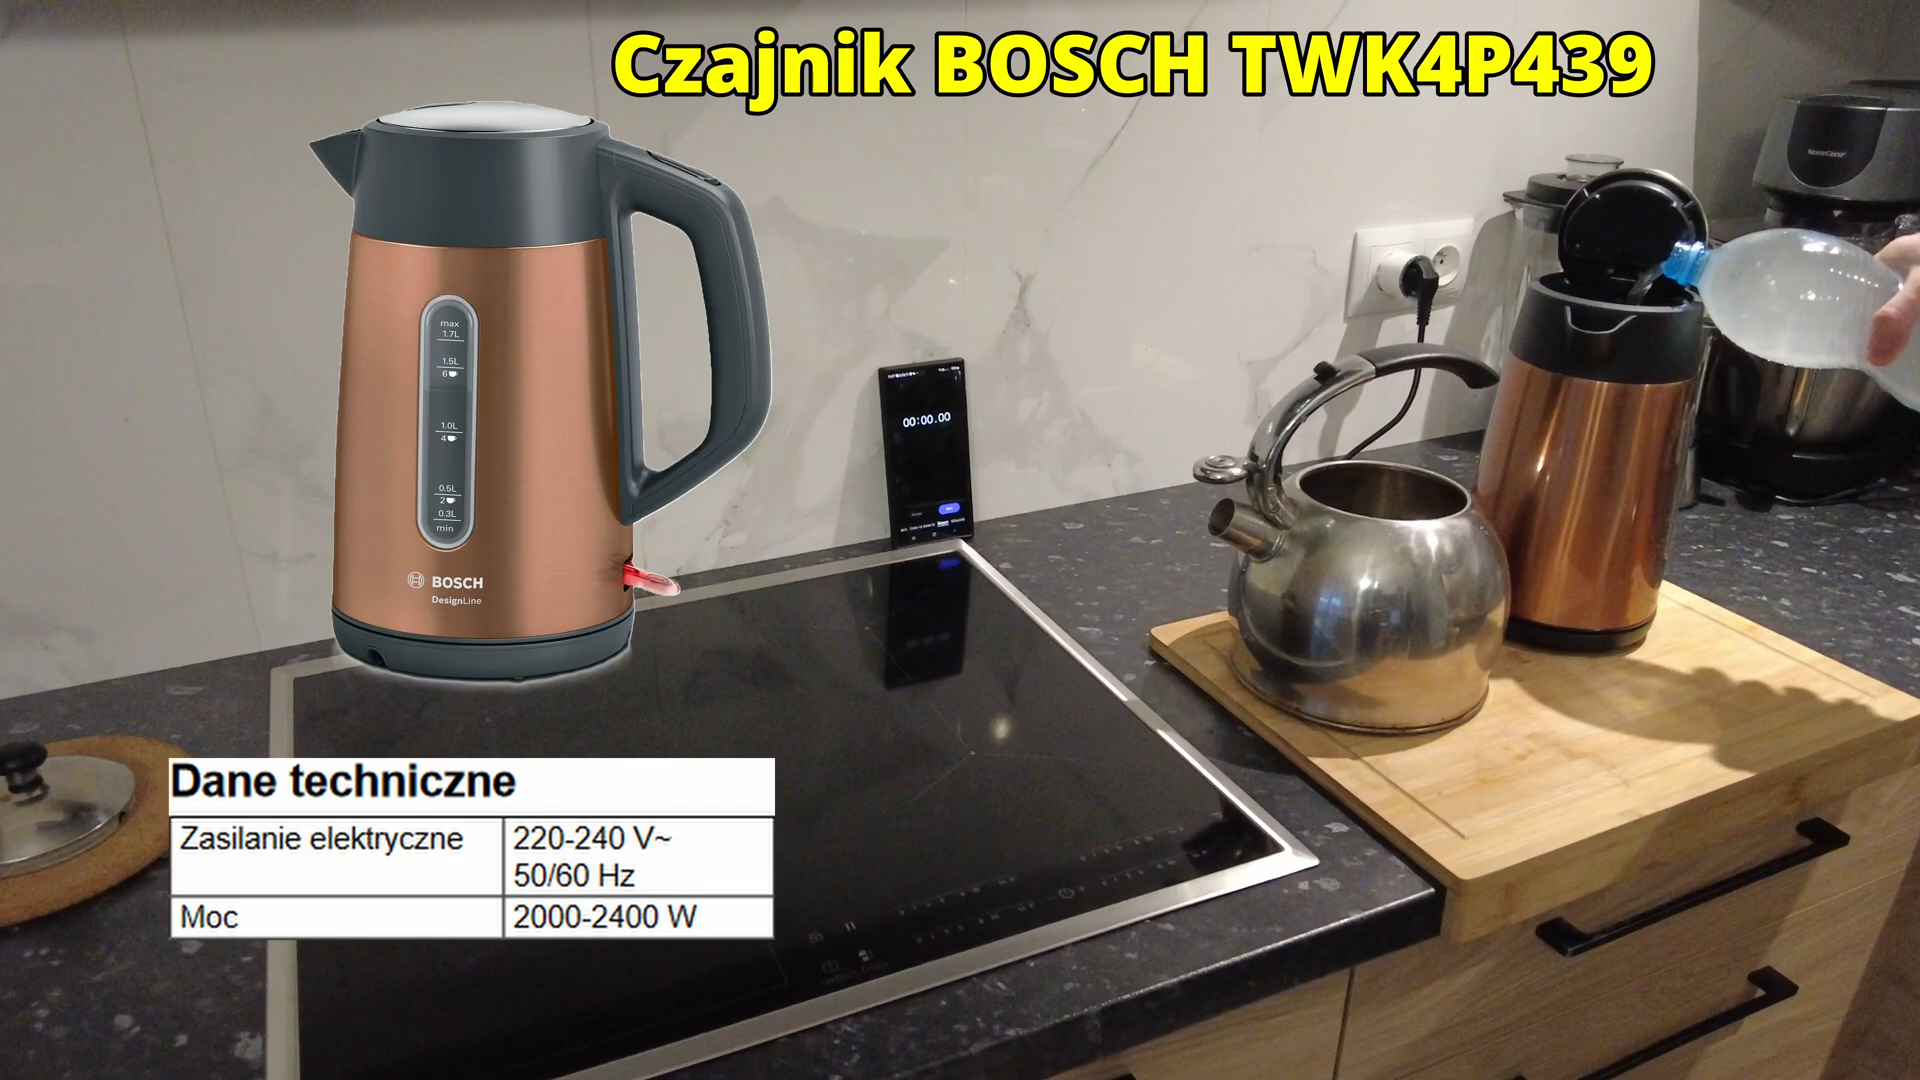 Czajnik BOSCH TWK4P439
SILVERCREST
max
1.7L
1.5L
6
1.0L
4
0.5L
2
0.3L
min
BOSCH
DesignLine
00:00.00
Dane techniczne
Zasilanie elektryczne 220-240 V~
50/60 Hz
Moc 2000-2400 W